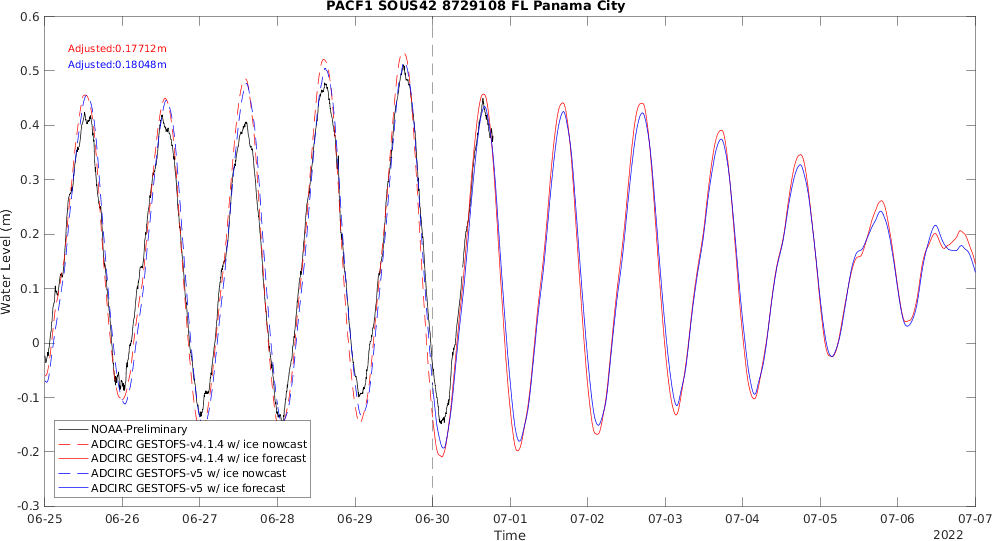 PACF1 SOUS42 8729108 FL Panama City
Adjusted:0.17712m
Adjusted:0.18048m
0.6
0.5
0.4
0.3
0.2
0.1
0
-0.1
-0.2
-0.3
Water Level (m)
NOAA-Preliminary
ADCIRC GESTOFS-v4.1.4 w/ ice nowcast
ADCIRC GESTOFS-v4.1.4 w/ ice forecast
ADCIRC GESTOFS-v5 w/ ice nowcast
ADCIRC GESTOFS-v5 w/ ice forecast
06-25 06-26 06-27 06-28 06-29 06-30 07-01 07-02 07-03 07-04 07-05 07-06 07-07
Time
2022